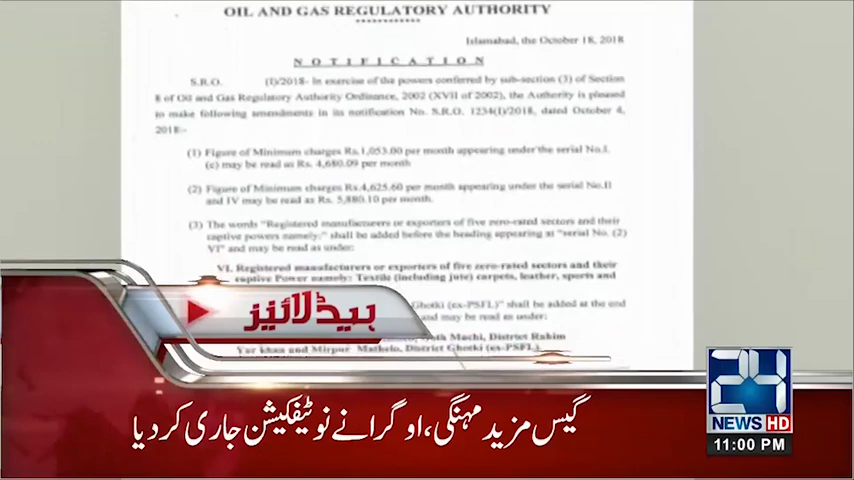 OIL AND GAS REGULATORY AUTHORITY
Islamabad, the October 18, 2018
NOTIFICATION
S.R.O. (I)/2018- In exercise of the powers conferred by sub-section (3) of Section
8 of Oil and Gas Regulatory Authority Ordinance, 2002 (XVII of 2002), the Authority is pleased
to make following amendments in its notification No. S.R.O. 1234(I)/2018, dated October 4,
2018:-
(1) Figure of Minimum charges Rs.1,053.00 per month appearing under the serial No.I.
(c) may be read as Rs. 4,680.09 per month
(2) Figure of Minimum charges Rs.4,625.60 per month appearing under the serial No.II
and IV may be read as Rs. 5,880.10 per month.
(3) The words "Registered manufacturers or exporters of five zero-rated sectors and their
captive powers namely:" shall be added before the heading appearing at "serial No. (2)
VI" and may be read as under:
VI. Registered manufacturers or exporters of five zero-rated sectors and their
captive Power namely: Textile (including jute) carpets, leather, sports and
Ghotki (ex-PSFL)" shall be added at the end
and may be read as under:
Machi, District Rahim
Yar khan and Mirpur Mathelo, District Ghotki (ex-PSFL)
ہیڈلائنز
گیس مزید مہنگی، اوگرا نے نوٹیفکیشن جاری کردیا
24
NEWS HD
11:00 PM